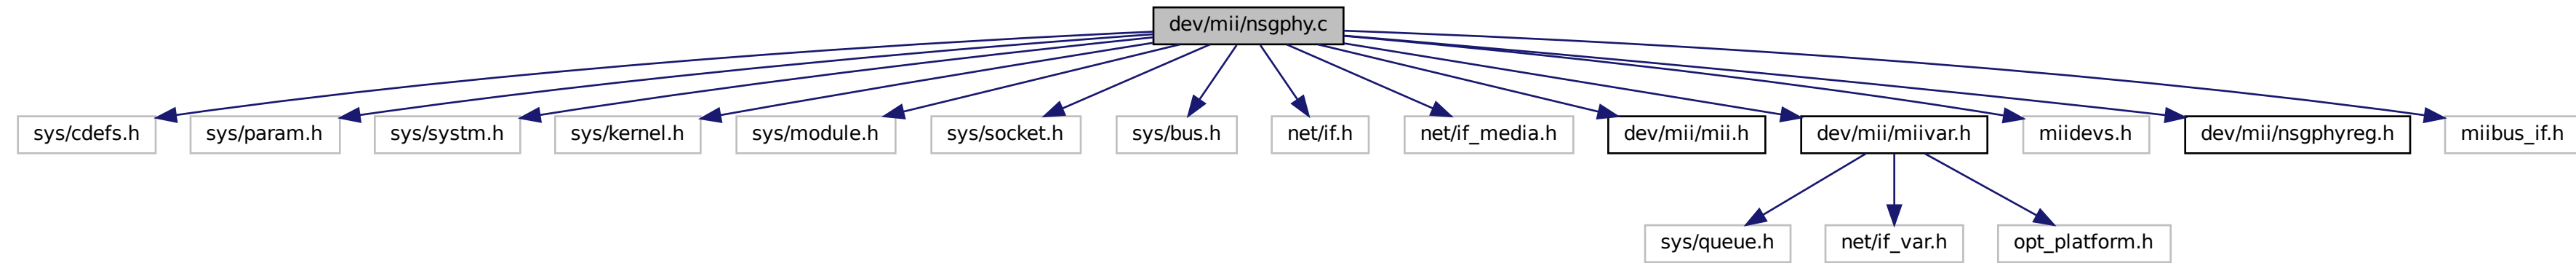 dev/mii/nsgphy.c
sys/cdefs.h
sys/param.h
sys/systm.h
sys/kernel.h
sys/module.h
sys/socket.h
sys/bus.h
net/if.h
net/if_media.h
dev/mii/mii.h
dev/mii/miivar.h
miidevs.h
dev/mii/nsgphyreg.h
miibus_if.h
sys/queue.h
net/if_var.h
opt_platform.h